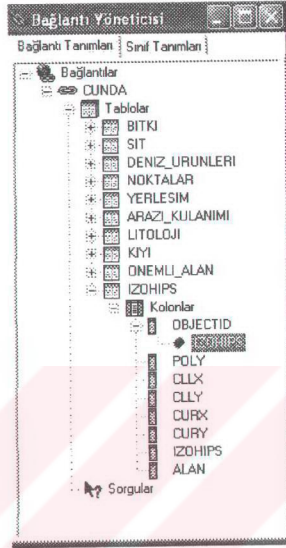 Bağlantı Yöneticisi
Bağlantı Tanımları Sınıf Tanımları
Bağlantılar
CUNDA
Tablolar
BITKI
SIT
DENIZ_URUNLERI
NOKTALAR
YERLESIM
ARAZI_KULANIMI
LITOLOJI
KIYI
ONEMLI_ALAN
IZOHIPS
Kolonlar
OBJECTID
IZOHIPS
POLY
CLLX
CLLY
CURX
CURY
IZOHIPS
ALAN
Sorgular